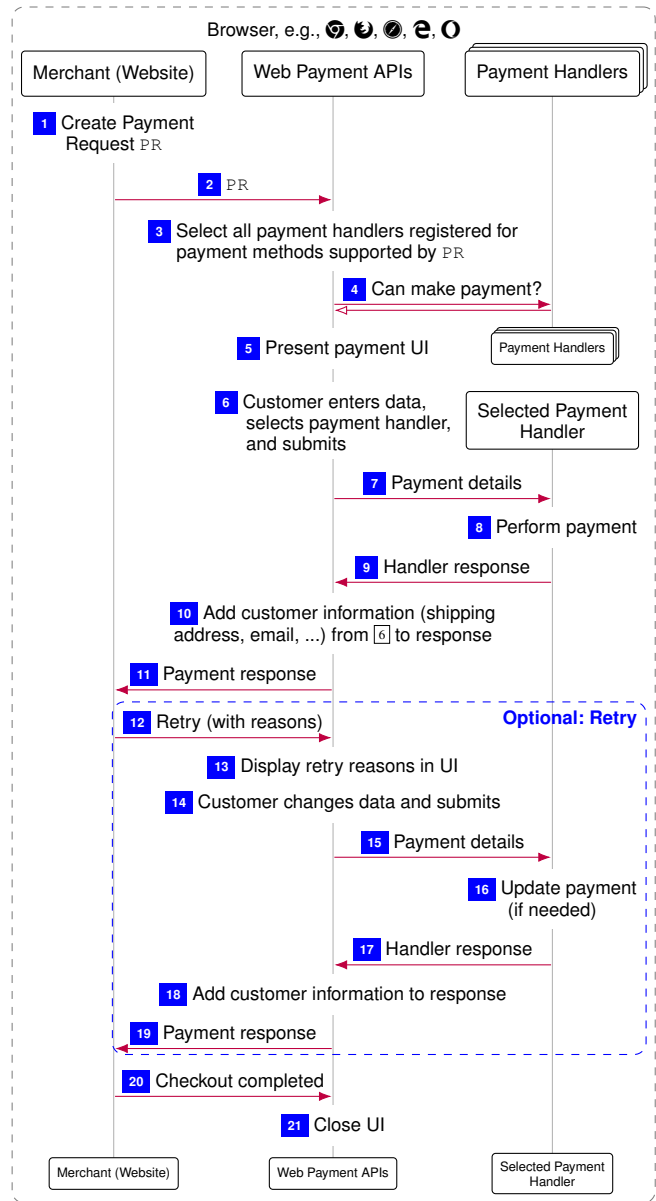 Browser, e.g., , , , ,
Merchant (Website)
Web Payment APIs
Payment Handlers
1 Create Payment
Request PR
2 PR
3 Select all payment handlers registered for
payment methods supported by PR
4 Can make payment?
5 Present payment UI
Payment Handlers
6 Customer enters data,
selects payment handler,
and submits
Selected Payment
Handler
7 Payment details
8 Perform payment
9 Handler response
10 Add customer information (shipping
address, email, ...) from 6 to response
11 Payment response
12 Retry (with reasons)
Optional: Retry
13 Display retry reasons in UI
14 Customer changes data and submits
15 Payment details
16 Update payment
(if needed)
17 Handler response
18 Add customer information to response
19 Payment response
20 Checkout completed
21 Close UI
Merchant (Website)
Web Payment APIs
Selected Payment
Handler